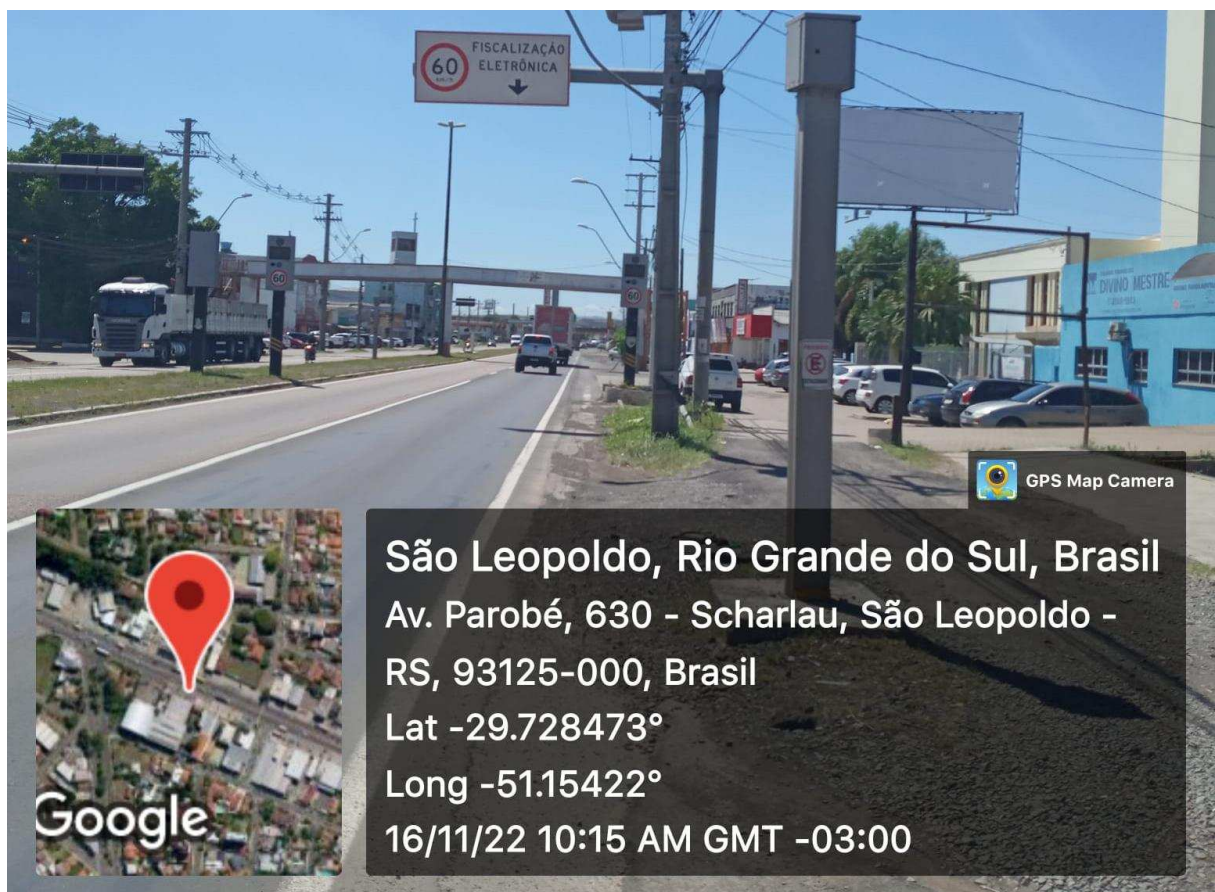 60
KM/H
FISCALIZAÇÃO
ELETRÔNICA
60
60
DIVINO MESTRE
E
GPS Map Camera
São Leopoldo, Rio Grande do Sul, Brasil
Av. Parobé, 630 - Scharlau, São Leopoldo -
RS, 93125-000, Brasil
Lat -29.728473°
Long -51.15422°
16/11/22 10:15 AM GMT -03:00
Google